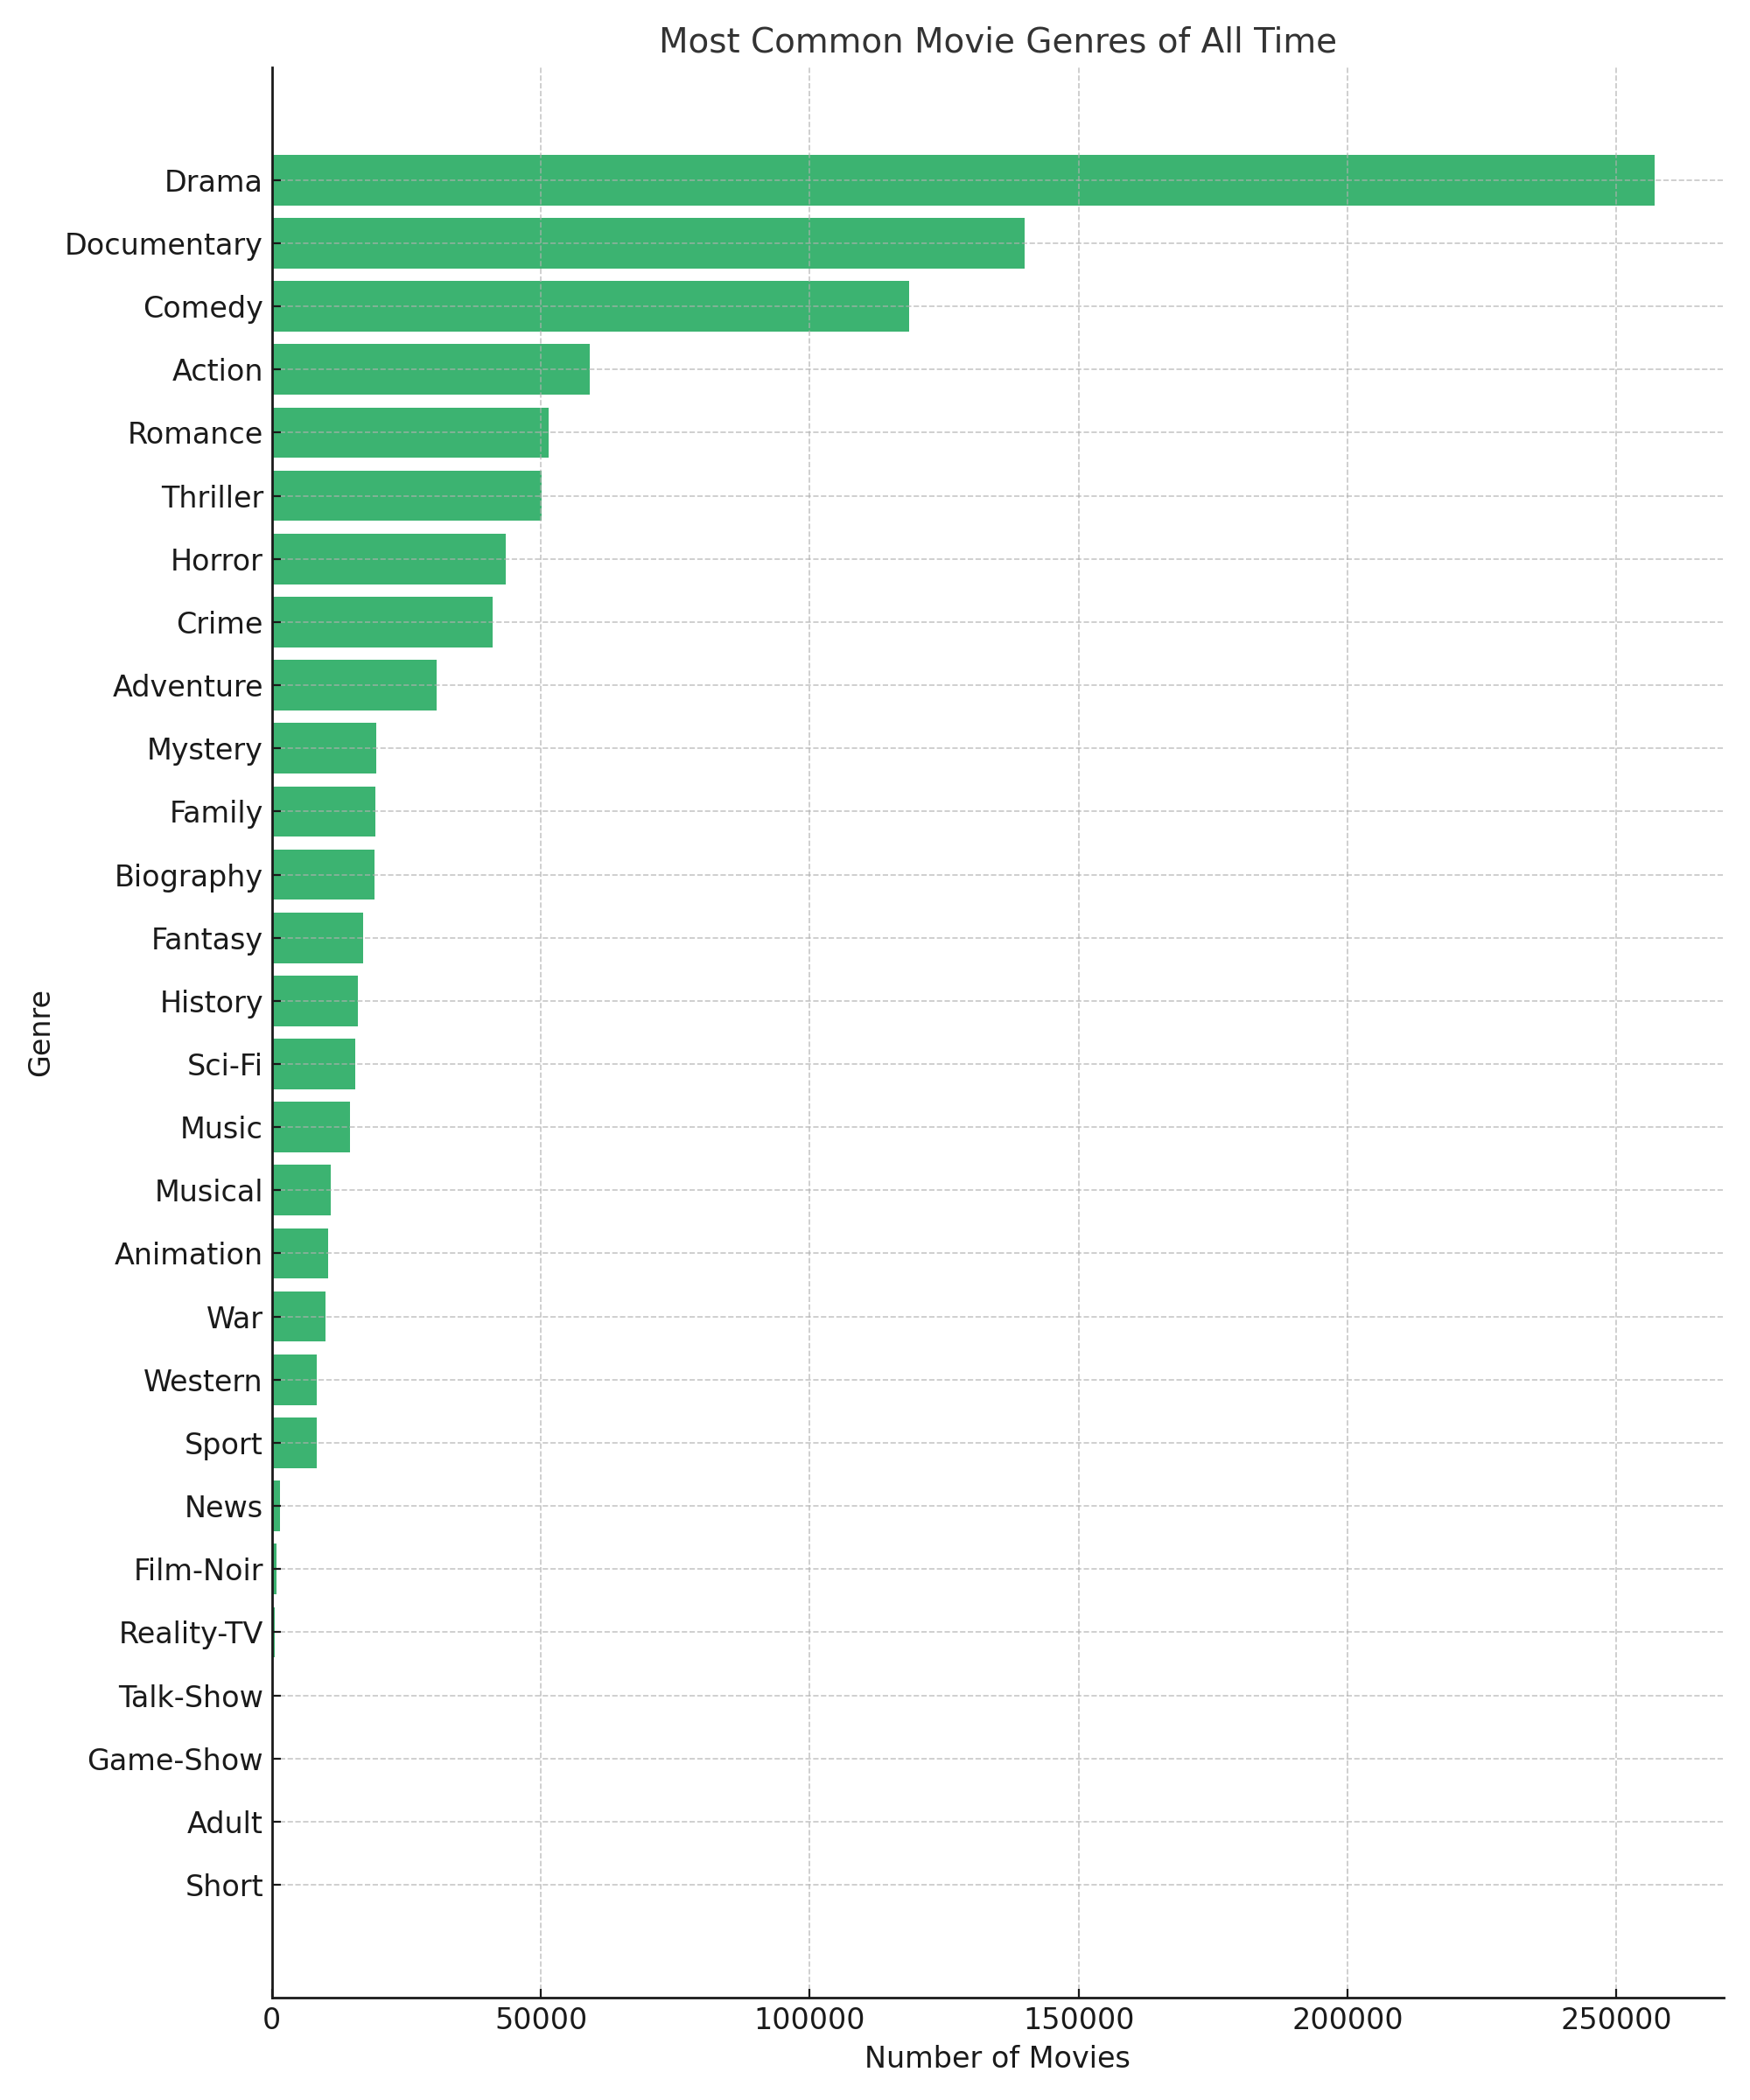 Most Common Movie Genres of All Time
Drama
Documentary
Comedy
Action
Romance
Thriller
Horror
Crime
Adventure
Mystery
Family
Biography
Fantasy
History
Sci-Fi
Music
Musical
Animation
War
Western
Sport
News
Film-Noir
Reality-TV
Talk-Show
Game-Show
Adult
Short
Genre
0 50000 100000 150000 200000 250000
Number of Movies